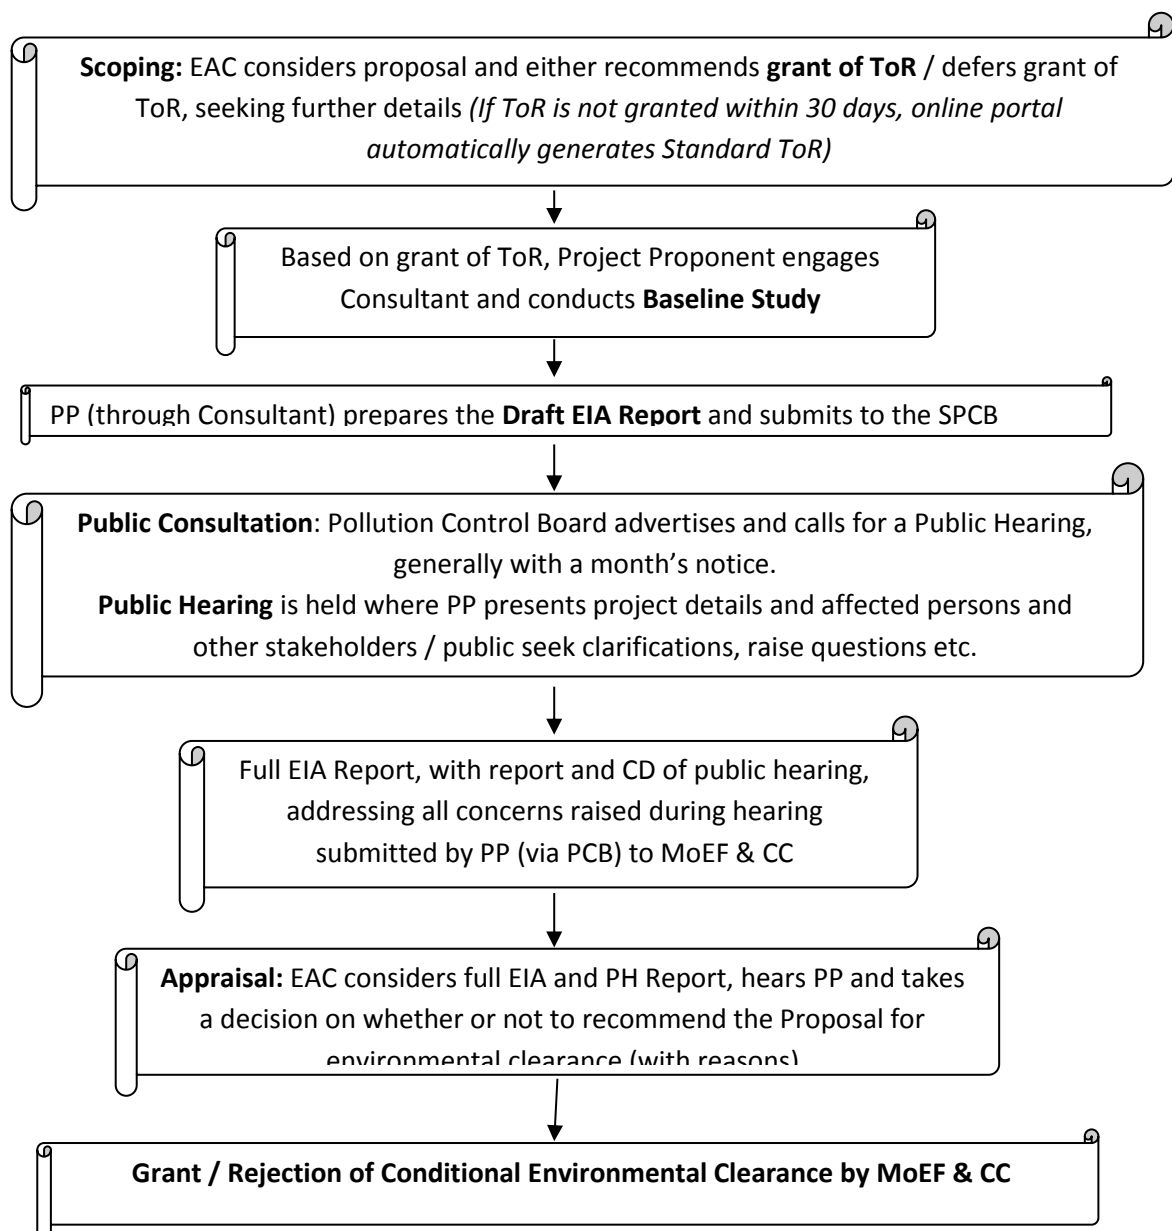 Scoping: EAC considers proposal and either recommends grant of ToR / defers grant of
ToR, seeking further details (If ToR is not granted within 30 days, online portal
automatically generates Standard ToR)
Based on grant of ToR, Project Proponent engages
Consultant and conducts Baseline Study
PP (through Consultant) prepares the Draft EIA Report and submits to the SPCB
Public Consultation: Pollution Control Board advertises and calls for a Public Hearing,
generally with a month’s notice.
Public Hearing is held where PP presents project details and affected persons and
other stakeholders / public seek clarifications, raise questions etc.
Full EIA Report, with report and CD of public hearing,
addressing all concerns raised during hearing
submitted by PP (via PCB) to MoEF & CC
Appraisal: EAC considers full EIA and PH Report, hears PP and takes
a decision on whether or not to recommend the Proposal for
environmental clearance (with reasons)
Grant / Rejection of Conditional Environmental Clearance by MoEF & CC